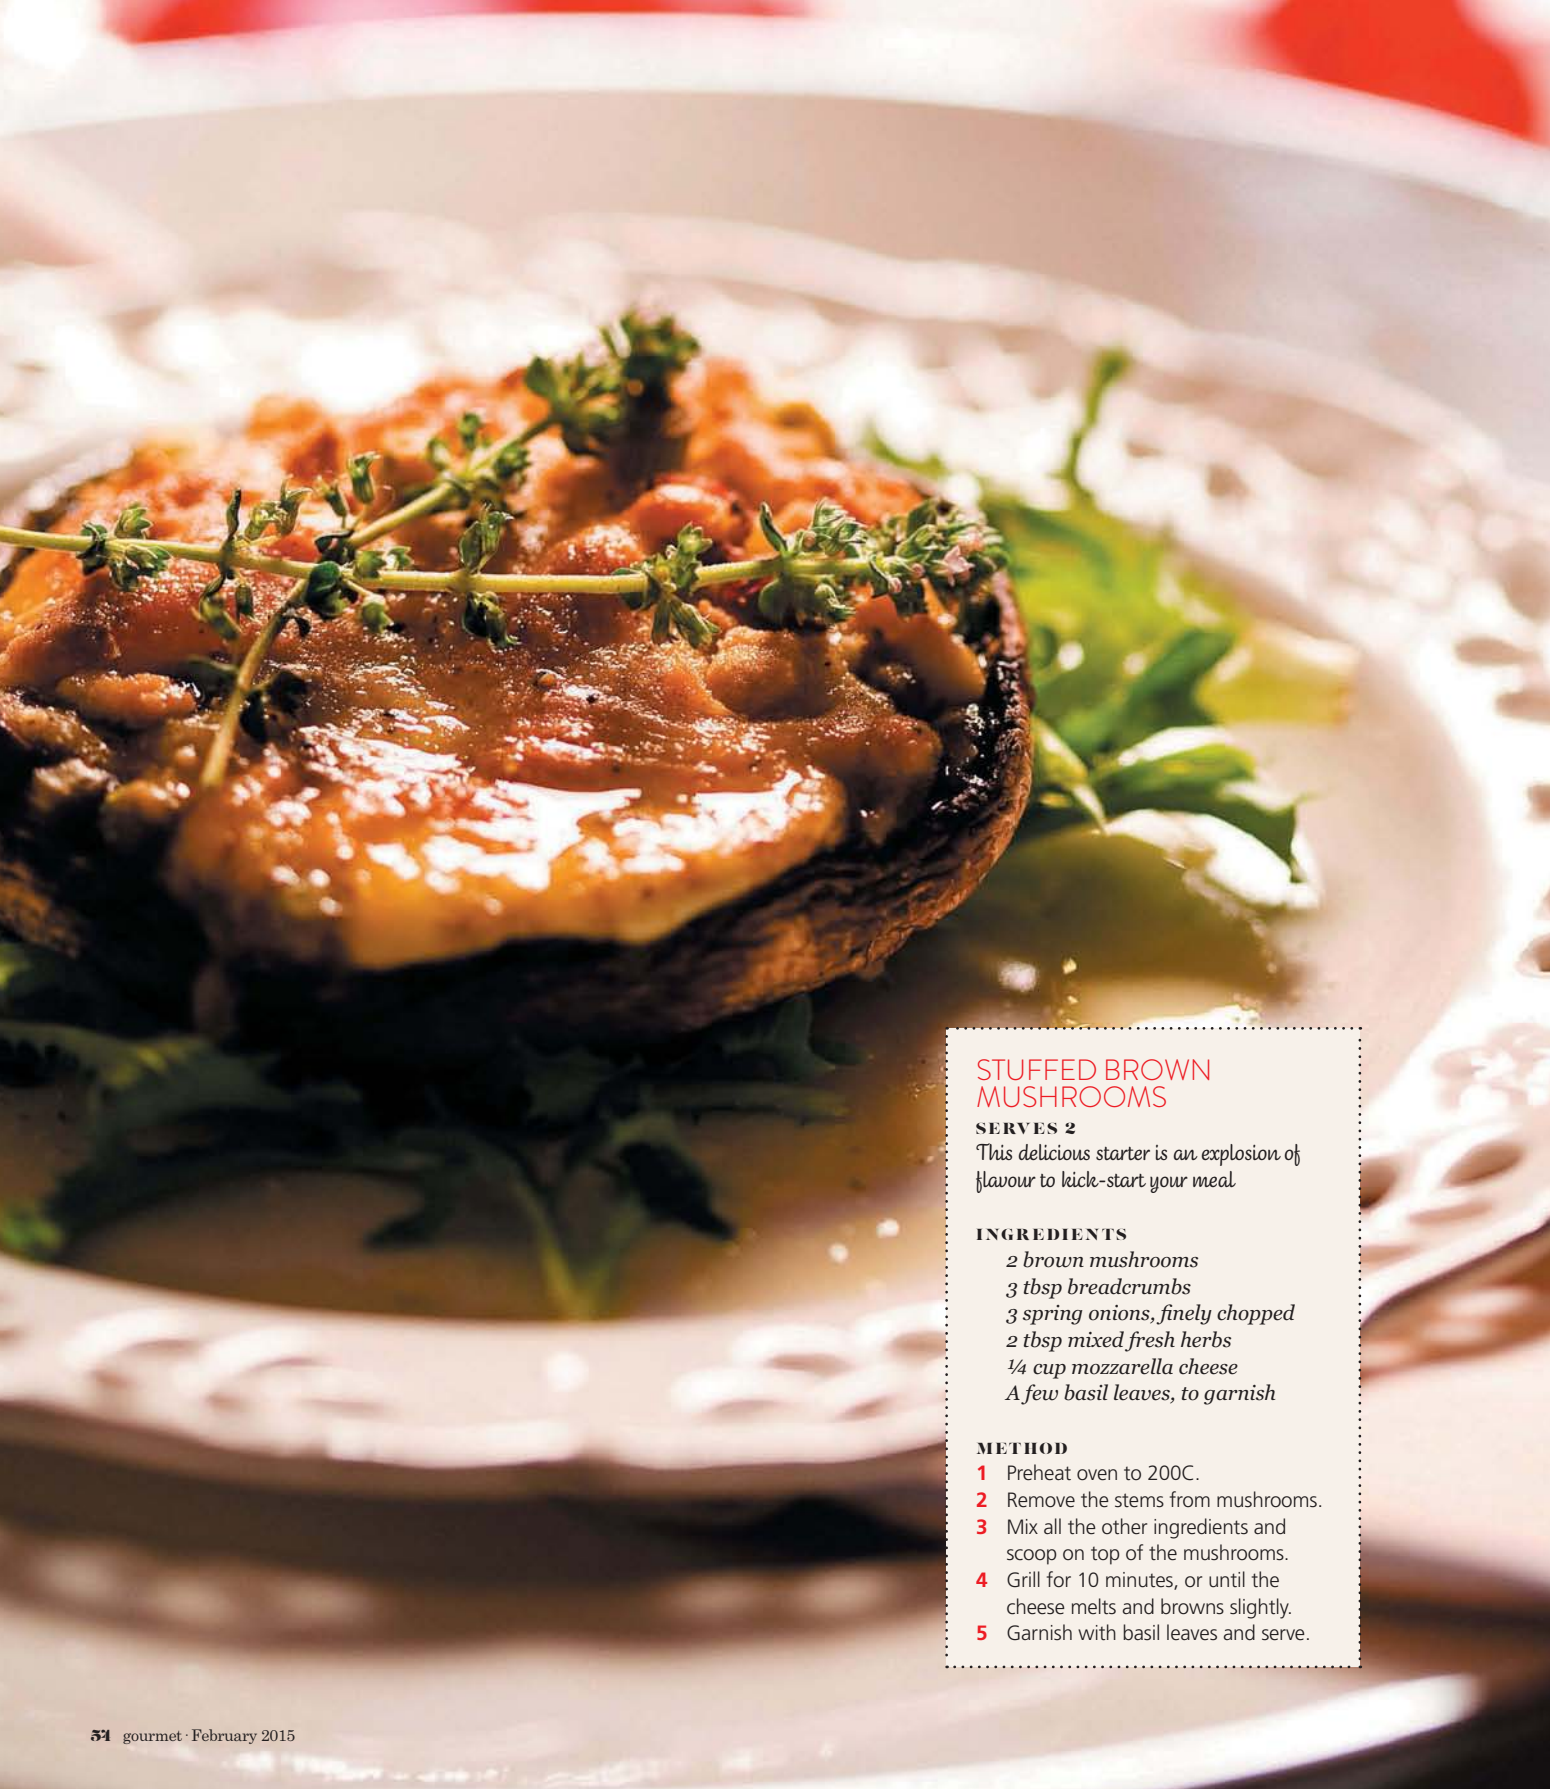 STUFFED BROWN
MUSHROOMS
SERVES 2
This delicious starter is an explosion of
flavour to kick-start your meal
INGREDIENTS
2 brown mushrooms
3 tbsp breadcrumbs
3 spring onions, finely chopped
2 tbsp mixed fresh herbs
¼ cup mozzarella cheese
A few basil leaves, to garnish
METHOD
1 Preheat oven to 200C.
2 Remove the stems from mushrooms.
3 Mix all the other ingredients and
scoop on top of the mushrooms.
4 Grill for 10 minutes, or until the
cheese melts and browns slightly.
5 Garnish with basil leaves and serve.
54 gourmet · February 2015